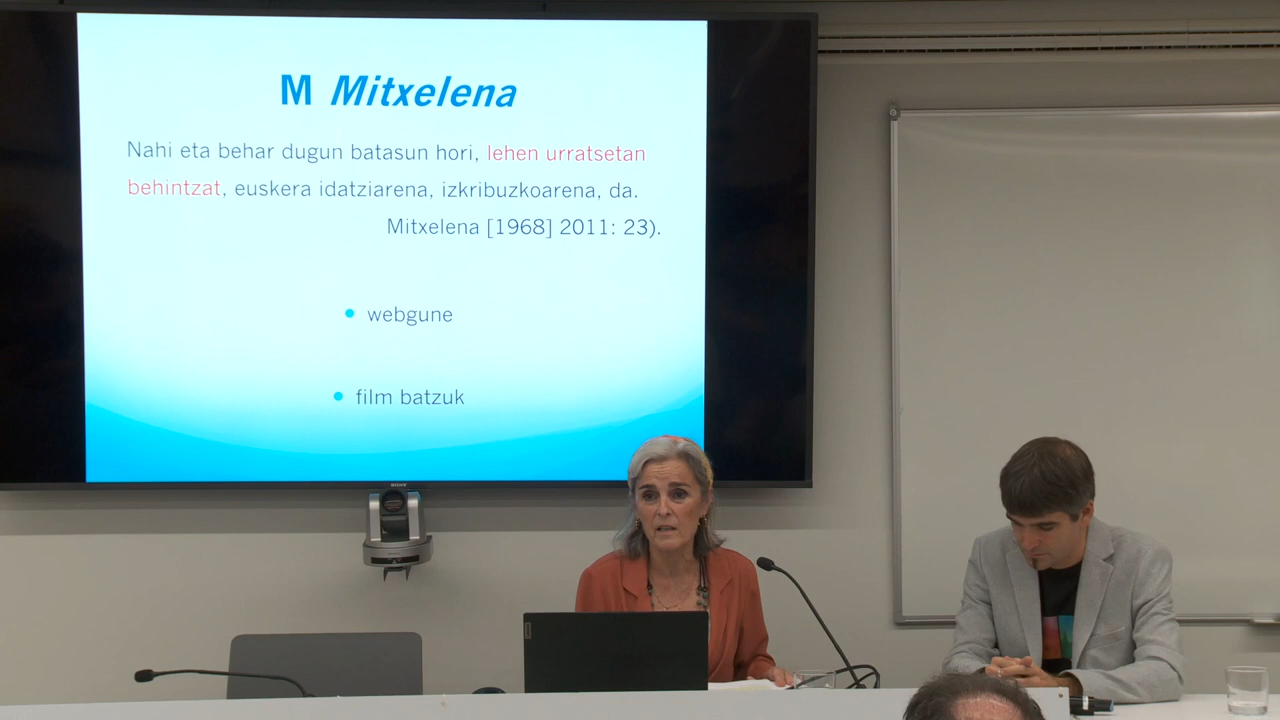 M Mitxelena
Nahi eta behar dugun batasun hori, lehen urratsetan
behintzat, euskera idatziarena, izkribuzkoarena, da.
Mitxelena [1968] 2011: 23).
• webgune
• film batzuk
SONY